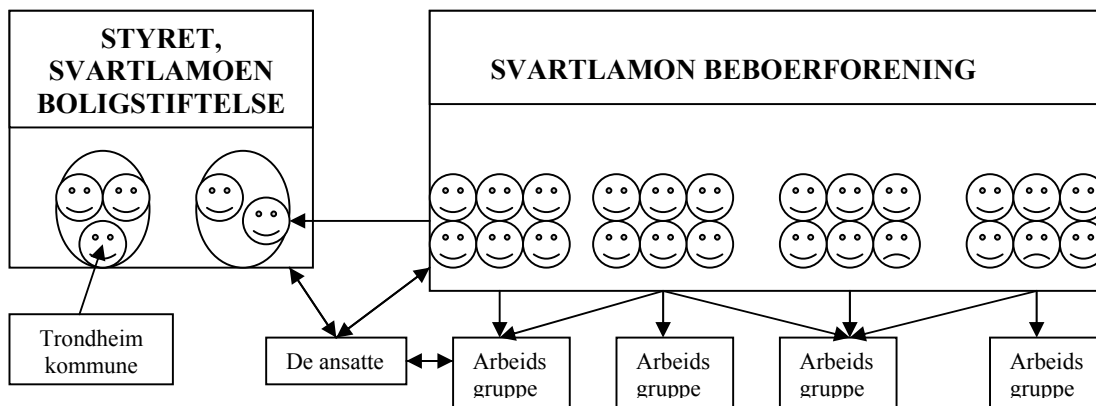 STYRET,
SVARTLAMOEN
BOLIGSTIFTELSE
SVARTLAMON BEBOERFORENING
Trondheim
kommune
De ansatte
Arbeids
gruppe
Arbeids
gruppe
Arbeids
gruppe
Arbeids
gruppe